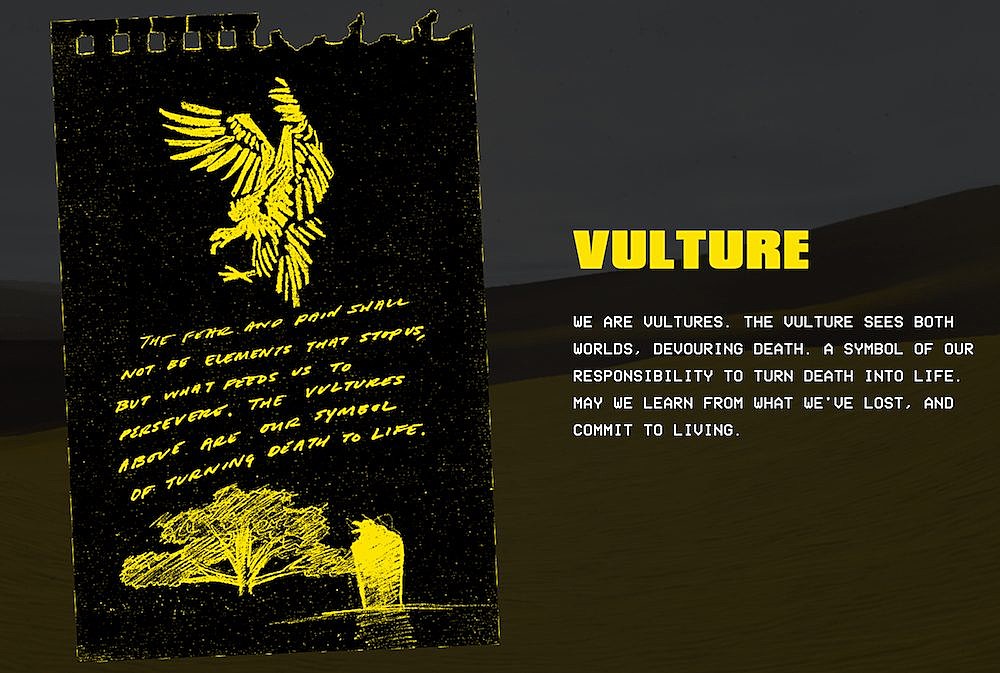 THE FEAR AND PAIN SHALL
NOT BE ELEMENTS THAT STOP US,
BUT WHAT FEEDS US TO
PERSEVERE. THE VULTURES
ABOVE ARE OUR SYMBOL
OF TURNING DEATH TO LIFE.
VULTURE
WE ARE VULTURES. THE VULTURE SEES BOTH
WORLDS, DEVOURING DEATH. A SYMBOL OF OUR
RESPONSIBILITY TO TURN DEATH INTO LIFE.
MAY WE LEARN FROM WHAT WE'VE LOST, AND
COMMIT TO LIVING.